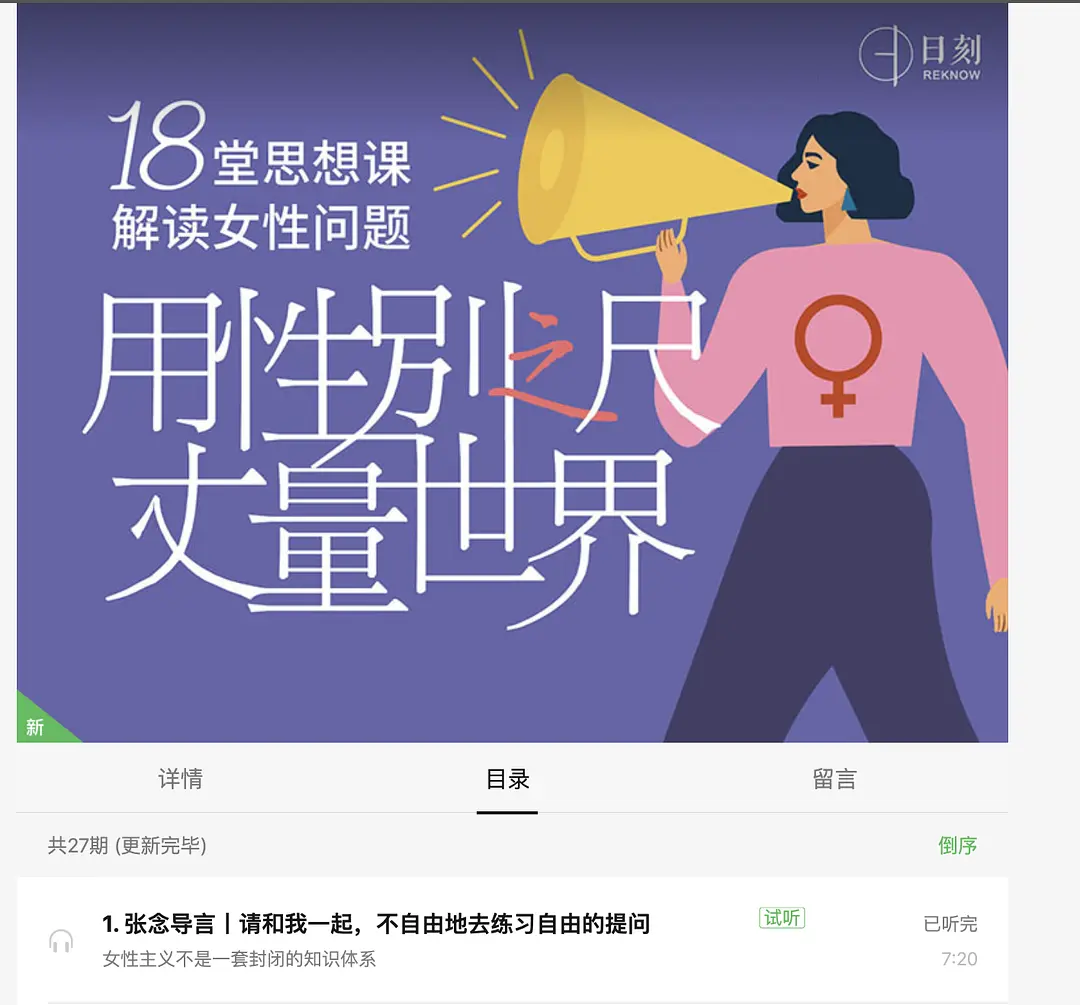 日刻
REKNOW
18堂思想课
解读女性问题
用性别之尺
丈量世界
新
详情
目录
留言
共27期 (更新完毕)
倒序
1. 张念导言丨请和我一起，不自由地去练习自由的提问
试听
已听完
女性主义不是一套封闭的知识体系
7:20